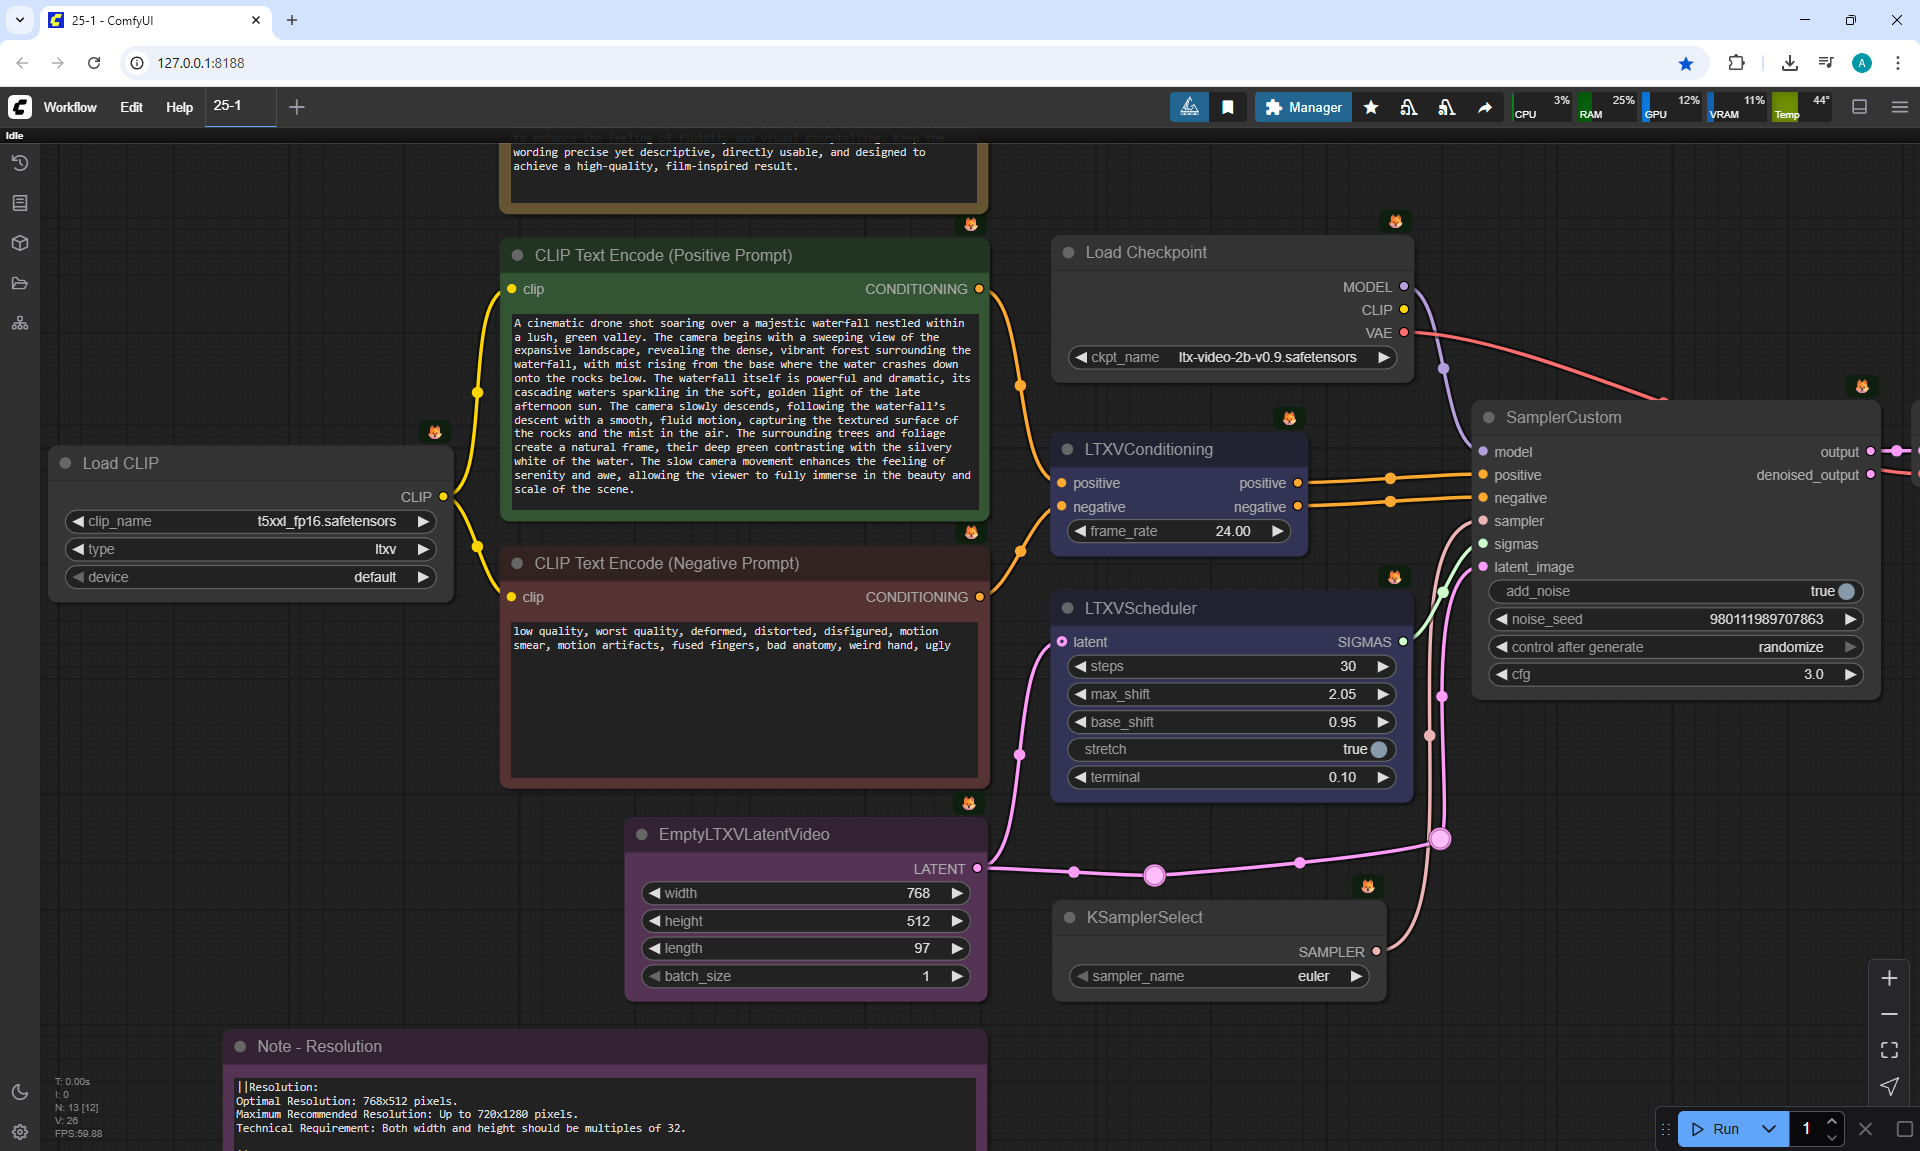 25-1 - ComfyUI
127.0.0.1:8188
A
Workflow Edit Help 25-1
Manager
CPU 3% RAM 25% GPU 12% VRAM 11% Temp 44°
Idle
to enhance the feeling of fluidity and visual storytelling. Keep the
wording precise yet descriptive, directly usable, and designed to
achieve a high-quality, film-inspired result.
Load CLIP
CLIP
clip_name t5xxl_fp16.safetensors
type ltxv
device default
CLIP Text Encode (Positive Prompt)
clip CONDITIONING
A cinematic drone shot soaring over a majestic waterfall nestled within
a lush, green valley. The camera begins with a sweeping view of the
expansive landscape, revealing the dense, vibrant forest surrounding the
waterfall, with mist rising from the base where the water crashes down
onto the rocks below. The waterfall itself is powerful and dramatic, its
cascading waters sparkling in the soft, golden light of the late
afternoon sun. The camera slowly descends, following the waterfall’s
descent with a smooth, fluid motion, capturing the textured surface of
the rocks and the mist in the air. The surrounding trees and foliage
create a natural frame, their deep green contrasting with the silvery
white of the water. The slow camera movement enhances the feeling of
serenity and awe, allowing the viewer to fully immerse in the beauty and
scale of the scene.
CLIP Text Encode (Negative Prompt)
clip CONDITIONING
low quality, worst quality, deformed, distorted, disfigured, motion
smear, motion artifacts, fused fingers, bad anatomy, weird hand, ugly
EmptyLTXVLatentVideo
LATENT
width 768
height 512
length 97
batch_size 1
Load Checkpoint
MODEL
CLIP
VAE
ckpt_name ltx-video-2b-v0.9.safetensors
LTXVConditioning
positive positive
negative negative
frame_rate 24.00
LTXVScheduler
latent SIGMAS
steps 30
max_shift 2.05
base_shift 0.95
stretch true
terminal 0.10
KSamplerSelect
SAMPLER
sampler_name euler
SamplerCustom
model output
positive denoised_output
negative
sampler
sigmas
latent_image
add_noise true
noise_seed 980111989707863
control after generate randomize
cfg 3.0
Note - Resolution
||Resolution:
Optimal Resolution: 768x512 pixels.
Maximum Recommended Resolution: Up to 720x1280 pixels.
Technical Requirement: Both width and height should be multiples of 32.
T: 0.00s
I: 0
N: 13 [12]
V: 26
FPS:59.88
Run 1